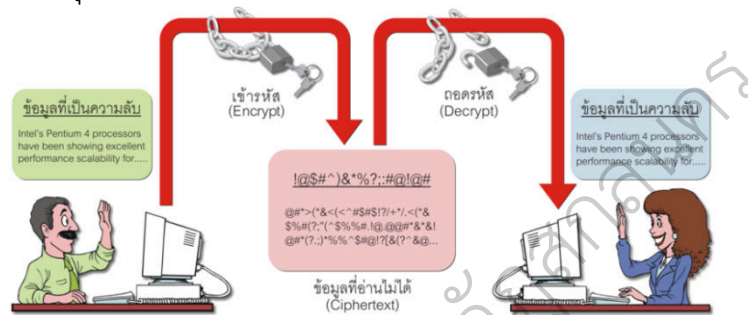 ข้อมูลที่เป็นความลับ
Intel's Pentium 4 processors
have been showing excellent
performance scalability for.....
เข้ารหัส
(Encrypt)
!@$#^)&*%?;:#@!@#
@#*>(*&<(<^#$#$!?/+*/.<(*&
$%#(?;"(^$%%#.!@.@@#*&*&!
@#*(?.;)*%%^$#@!?[&(?^&@...
ข้อมูลที่อ่านไม่ได้
(Ciphertext)
ถอดรหัส
(Decrypt)
ข้อมูลที่เป็นความลับ
Intel's Pentium 4 processors
have been showing excellent
performance scalability for.....